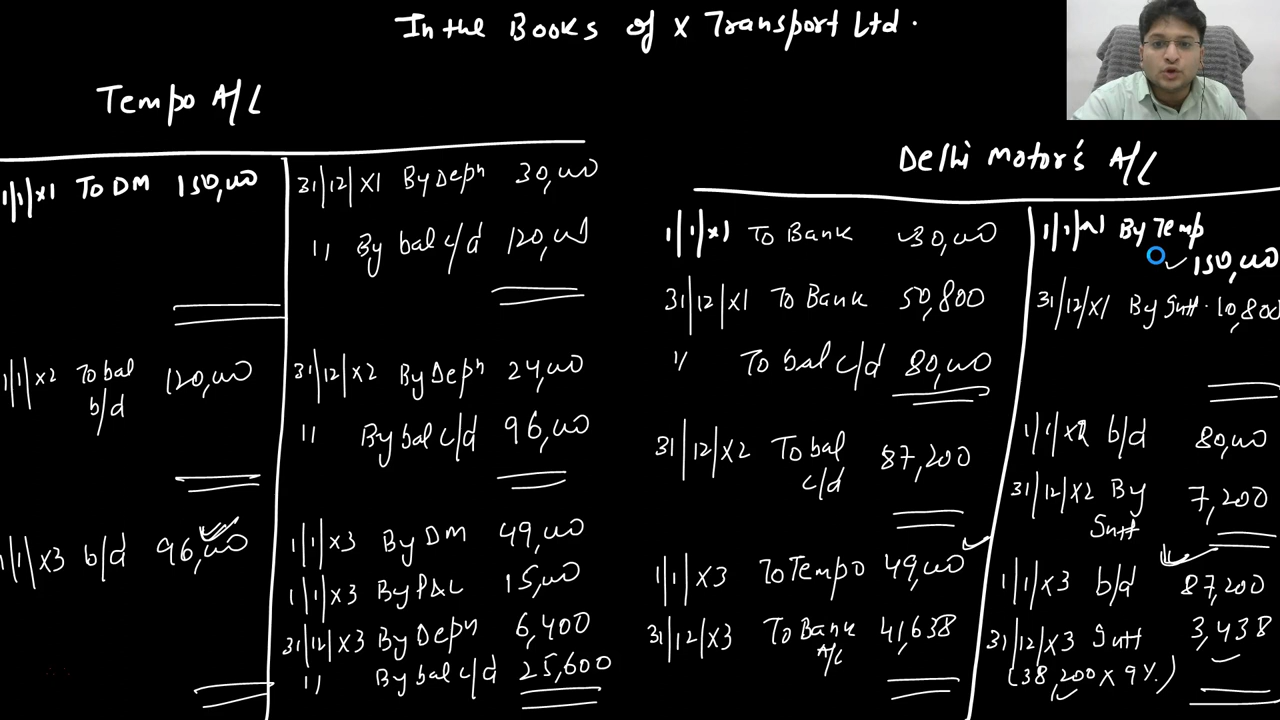 In the Books of X Transport Ltd.
Tempo A/C
1/1/X1 To DM 150,000
31/12/X1 By Depn 30,000
11 By bal c/d 120,000
1/1/X2 To bal b/d 120,000
31/12/X2 By Depn 24,000
11 By bal c/d 96,000
1/1/X3 b/d 96,000
1/1/X3 By DM 49,000
1/1/X3 By P&L 15,000
31/12/X3 By Depn 6,400
11 By bal c/d 25,600
Delhi Motor's A/C
1/1/X1 To Bank 30,000
31/12/X1 To Bank 50,800
11 To bal c/d 80,000
31/12/X2 To bal c/d 87,200
1/1/X3 To Tempo 49,000
31/12/X3 To Bank A/C 41,638
1/1/X1 By Temp
150,000
31/12/X1 By Intt. 10,800
1/1/X2 b/d 80,000
31/12/X2 By Intt 7,200
1/1/X3 b/d 87,200
31/12/X3 Intt 3,438
(38,200 X 9%)